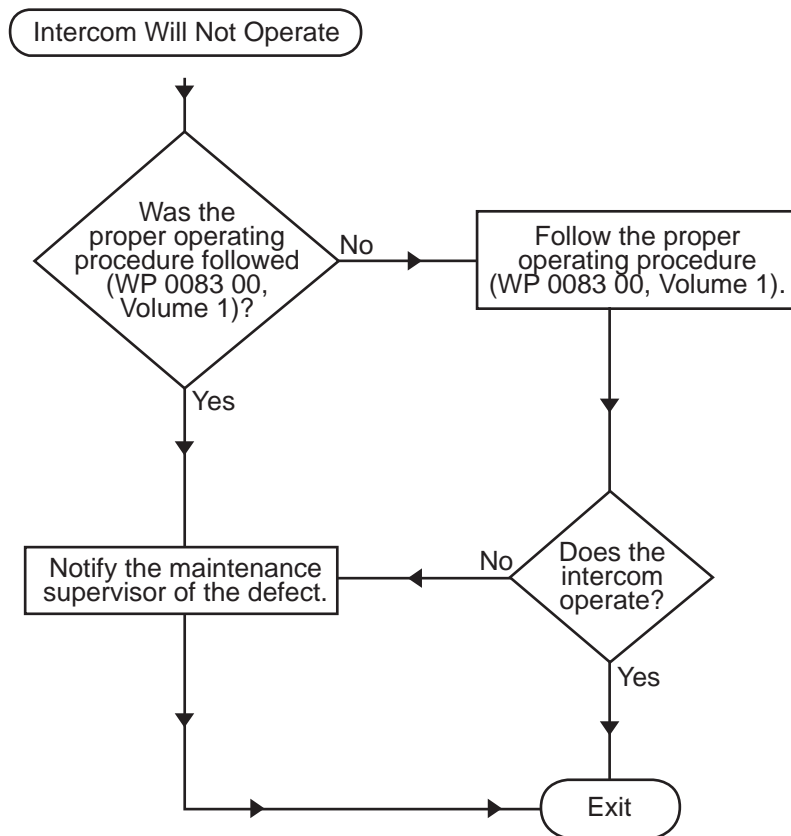 Intercom Will Not Operate
Was the
proper operating
procedure followed
(WP 0083 00,
Volume 1)?
No
Follow the proper
operating procedure
(WP 0083 00, Volume 1).
Yes
Notify the maintenance
supervisor of the defect.
No
Does the
intercom
operate?
Yes
Exit